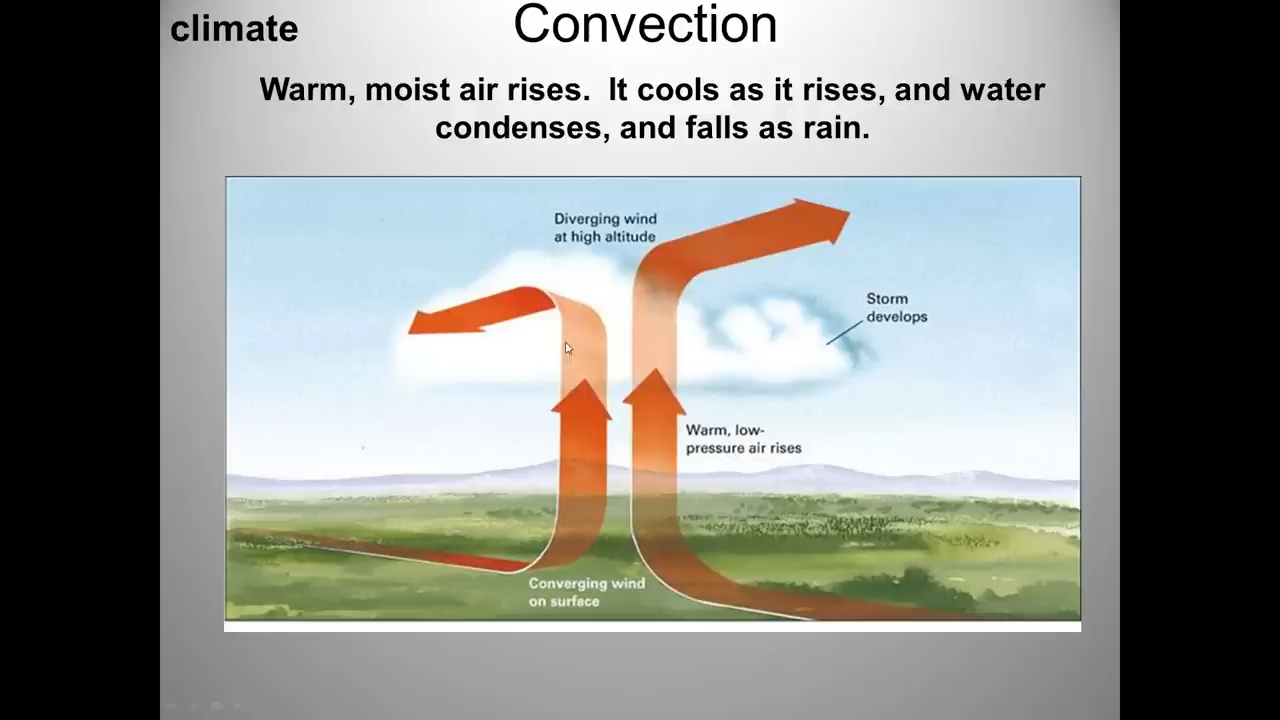 climate
Convection
Warm, moist air rises.  It cools as it rises, and water
condenses, and falls as rain.
Diverging wind
at high altitude
Storm
develops
Warm, low-
pressure air rises
Converging wind
on surface